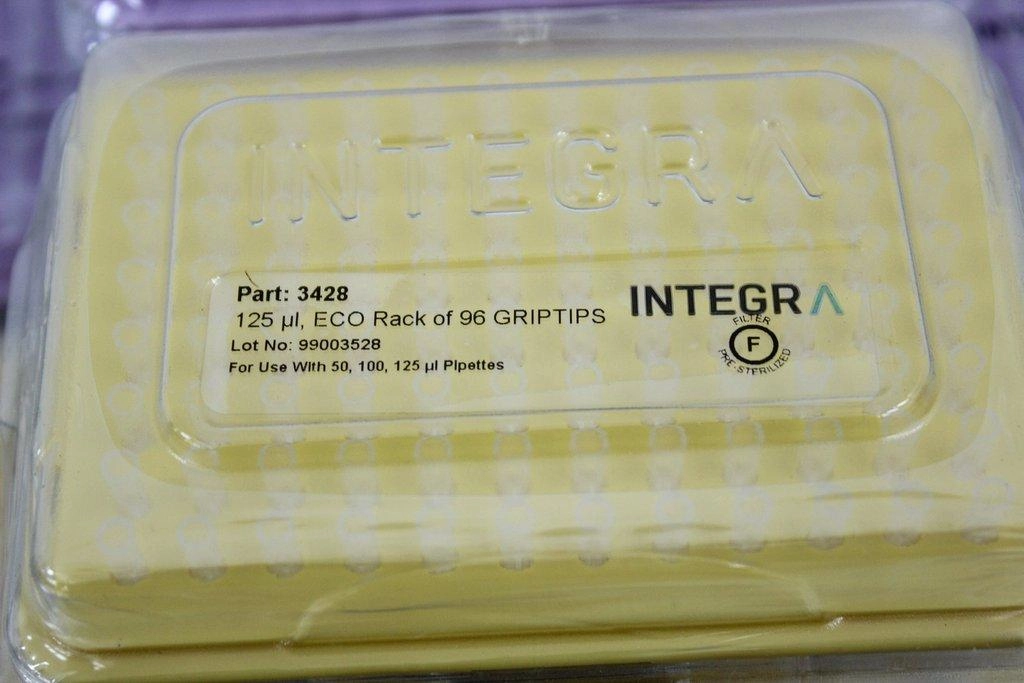 INTEGRA
Part: 3428
125 µl, ECO Rack of 96 GRIPTIPS
Lot No: 99003528
For Use With 50, 100, 125 µl Pipettes
INTEGRA
FILTER
F
PRE-STERILIZED